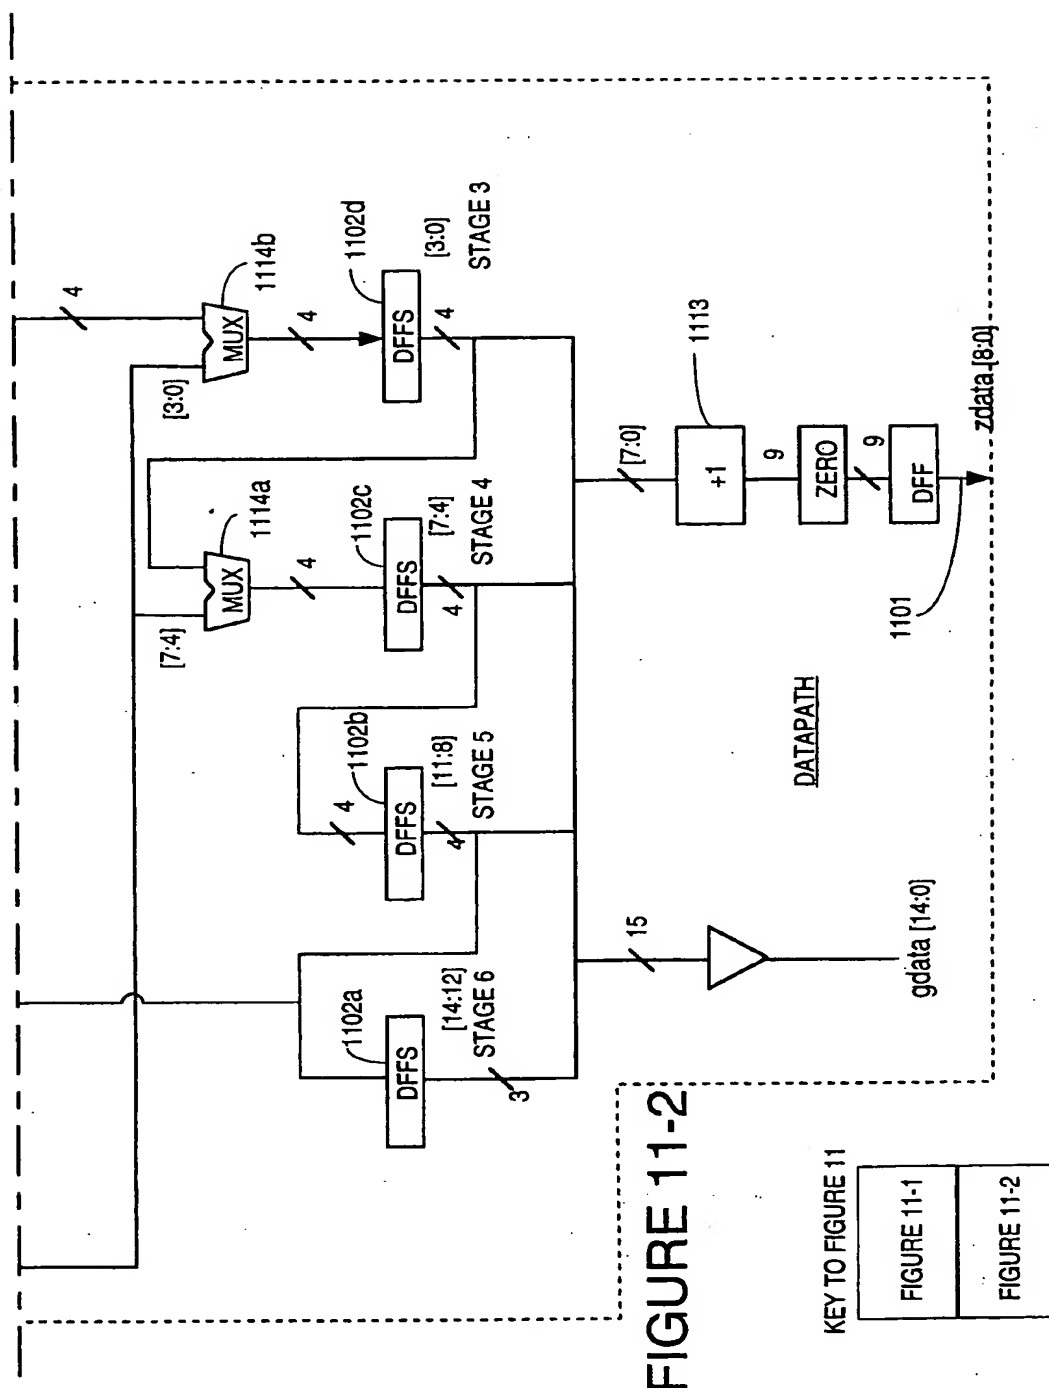 4
[3:0]
MUX
1114b
4
1102d
DFFS
[3:0]
STAGE 3
4
[7:4]
MUX
1114a
4
1102c
DFFS
[7:4]
STAGE 4
4
4
1102b
DFFS
[11:8]
STAGE 5
4
1102a
DFFS
[14:12]
STAGE 6
3
[7:0]
1113
+1
9
ZERO
9
DFF
1101
zdata [8:0]
DATAPATH
15
gdata [14:0]
FIGURE 11-2
KEY TO FIGURE 11
FIGURE 11-1
FIGURE 11-2